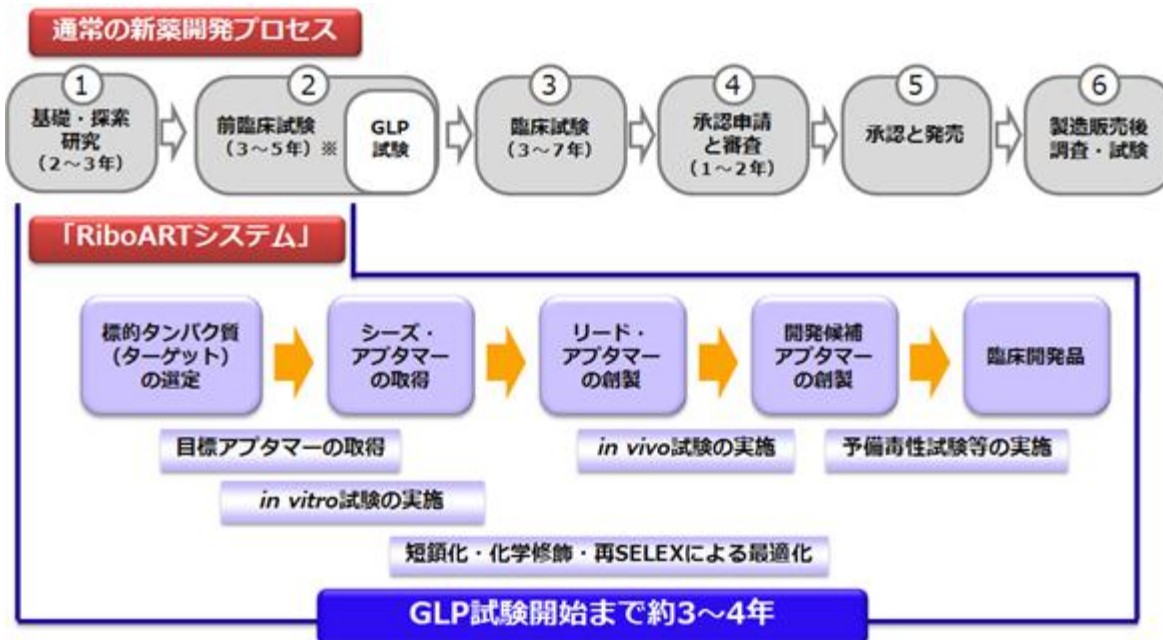 通常の新薬開発プロセス
①
基礎・探索
研究
(2～3年)
②
前臨床試験
(3～5年)※
GLP
試験
③
臨床試験
(3～7年)
④
承認申請
と審査
(1～2年)
⑤
承認と発売
⑥
製造販売後
調査・試験
「RiboARTシステム」
標的タンパク質
(ターゲット)
の選定
シーズ・
アプタマー
の取得
リード・
アプタマー
の創製
開発候補
アプタマー
の創製
臨床開発品
目標アプタマーの取得
in vivo試験の実施
予備毒性試験等の実施
in vitro試験の実施
短鎖化・化学修飾・再SELEXによる最適化
GLP試験開始まで約3～4年